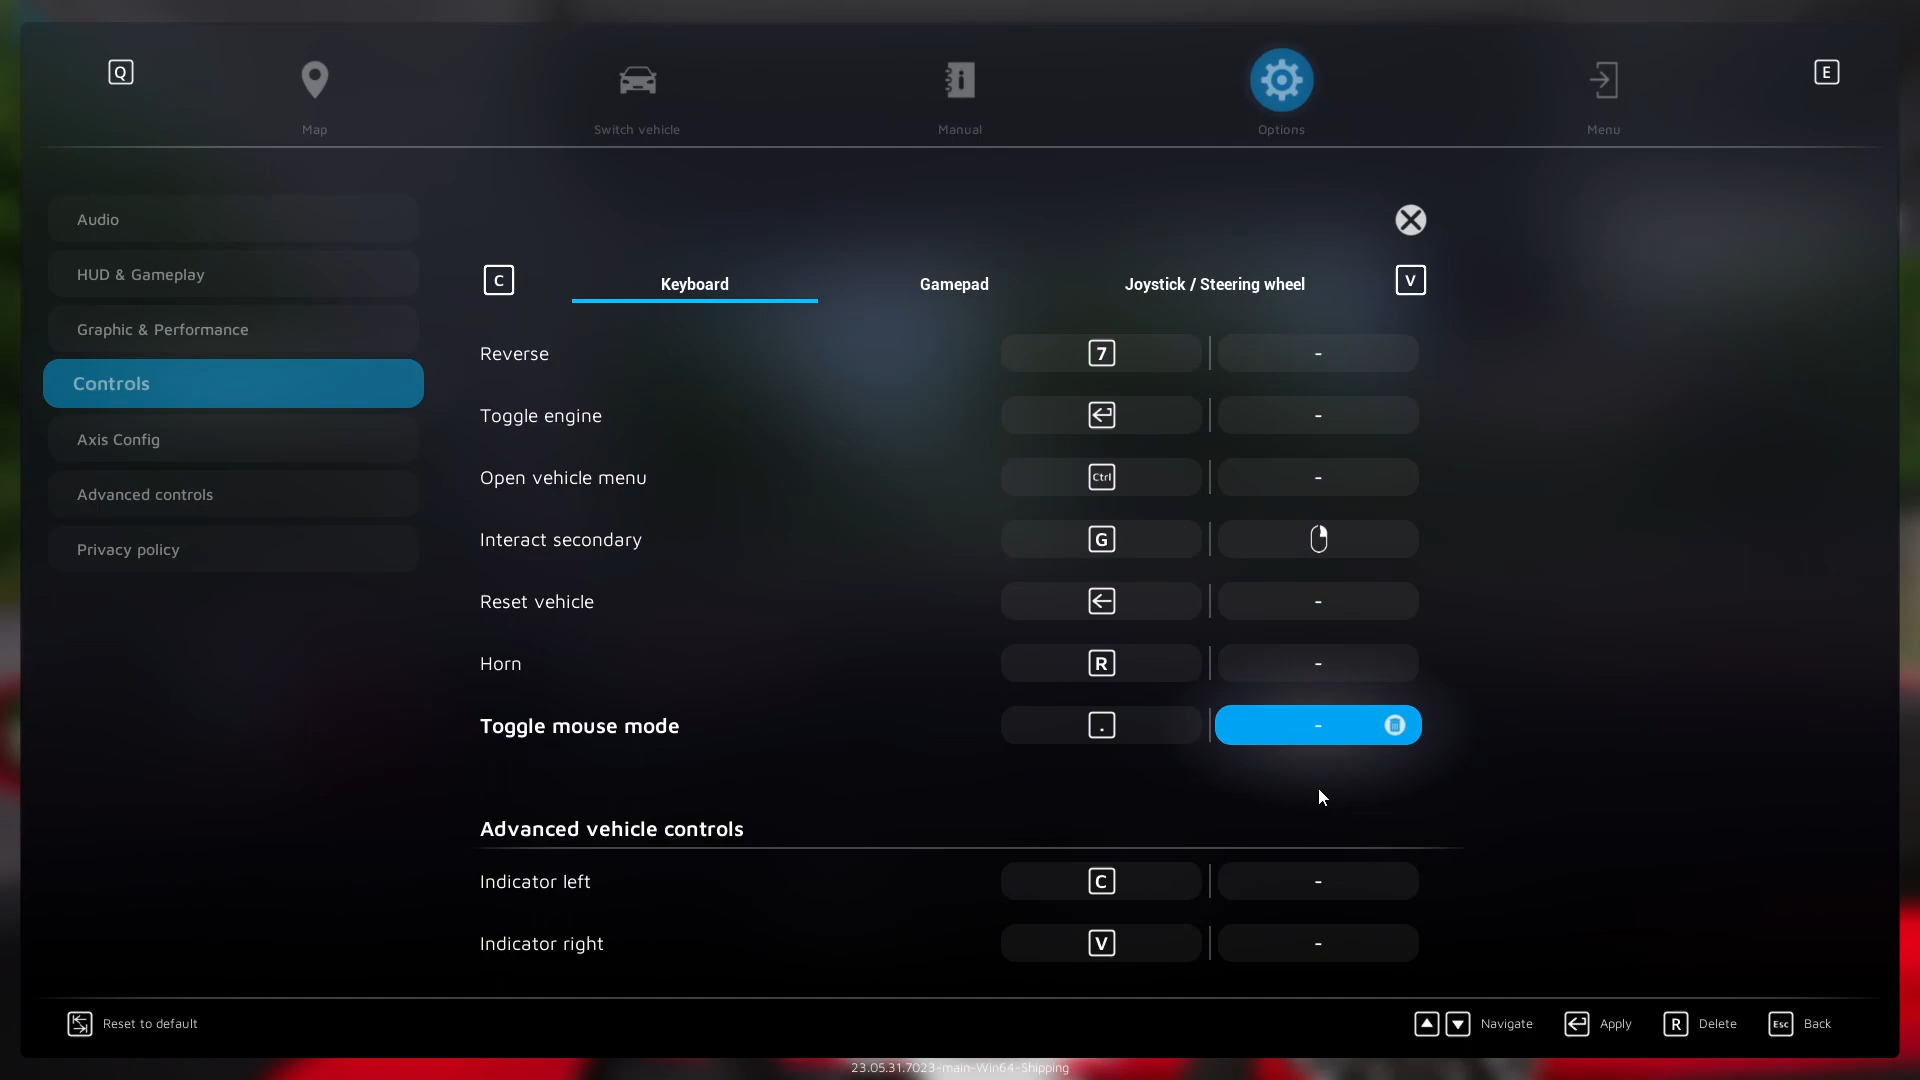 Q
E
Map
Switch vehicle
Manual
Options
Menu
Audio
HUD & Gameplay
Graphic & Performance
Controls
Axis Config
Advanced controls
Privacy policy
C
Keyboard
Gamepad
Joystick / Steering wheel
V
Reverse 7 -
Toggle engine -
Open vehicle menu Ctrl -
Interact secondary G
Reset vehicle -
Horn R -
Toggle mouse mode . -
Advanced vehicle controls
Indicator left C -
Indicator right V -
Reset to default
Navigate
Apply
R Delete
Esc Back
23.05.31.7023-main-Win64-Shipping